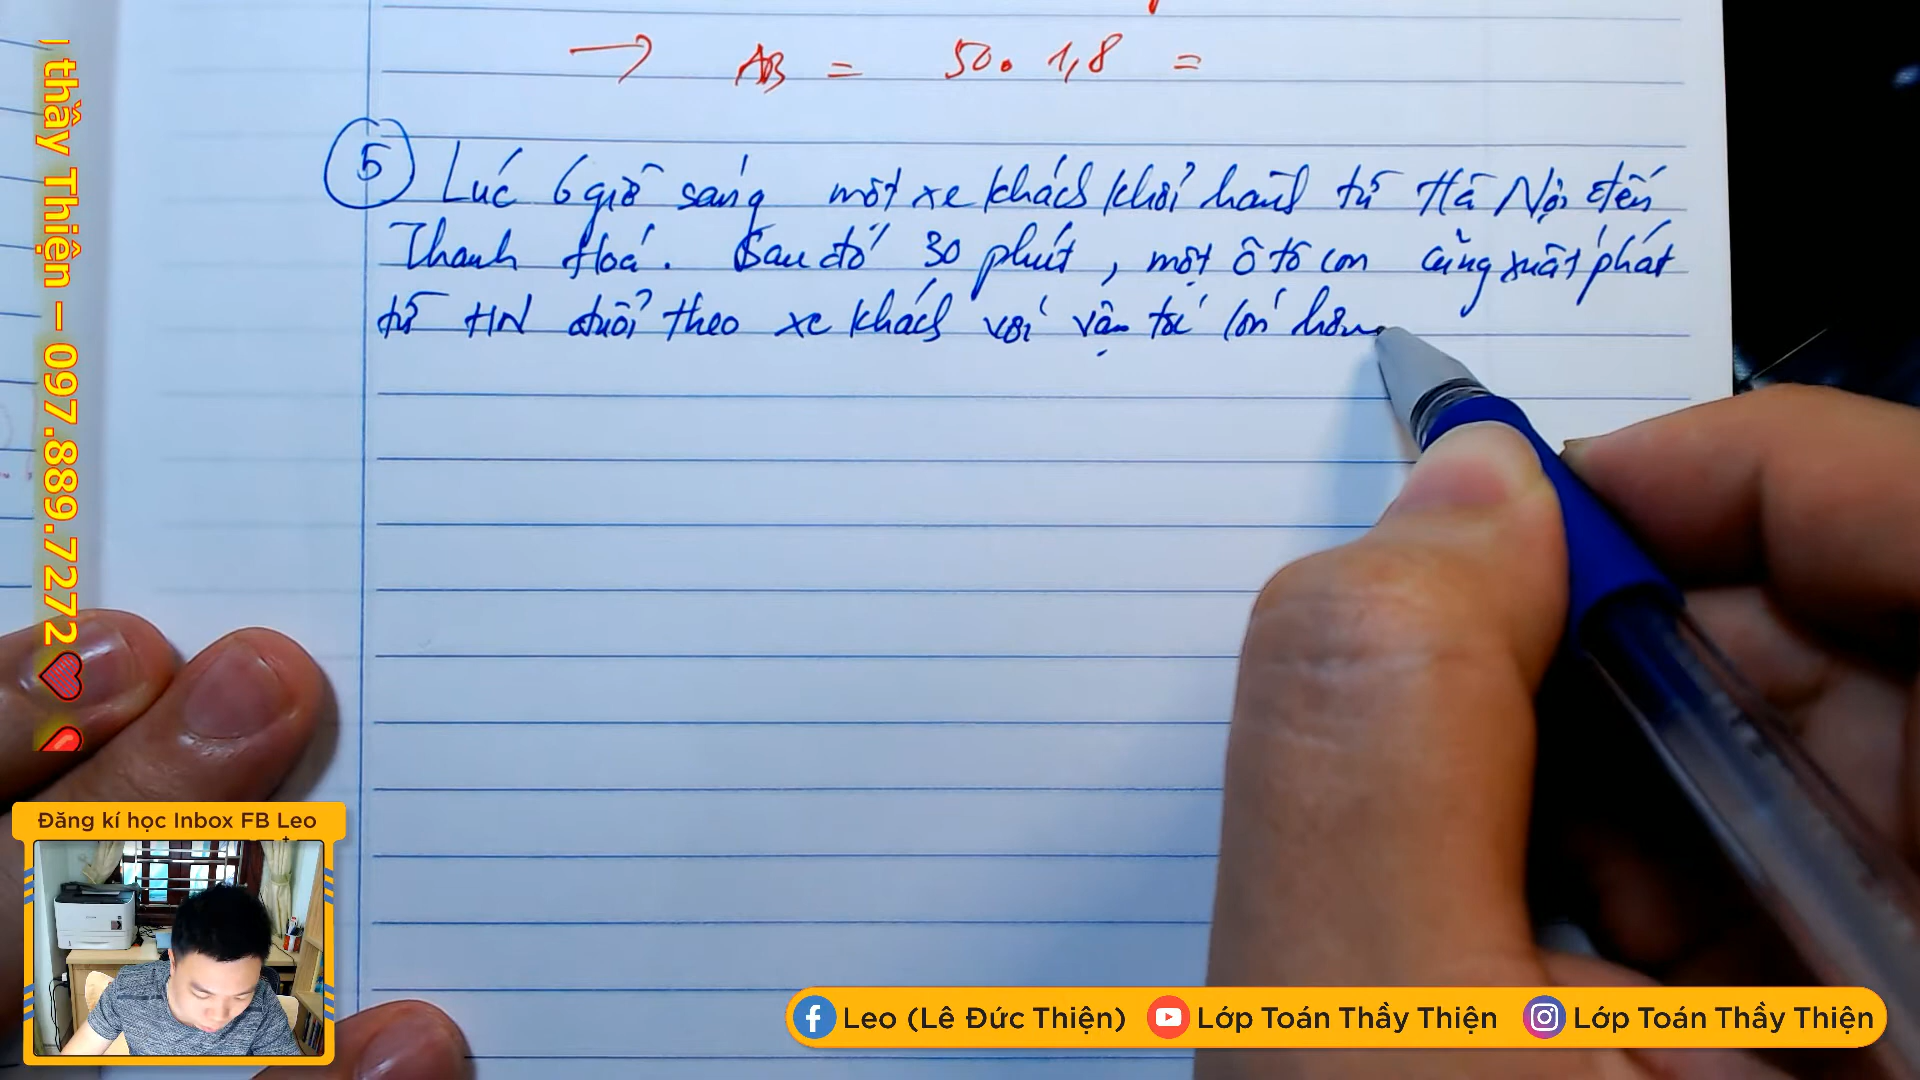 → AB = 50. 1,8 =
5 Lúc 6 giờ sáng một xe khách khởi hành từ Hà Nội đến
Thanh Hoá. Sau đó 30 phút, một ô tô con cũng xuất phát
từ HN đuổi theo xe khách với vận tốc lớn hơn
) thầy Thiện – 097.889.7272
Đăng kí học Inbox FB Leo
Leo (Lê Đức Thiện)
Lớp Toán Thầy Thiện
Lớp Toán Thầy Thiện